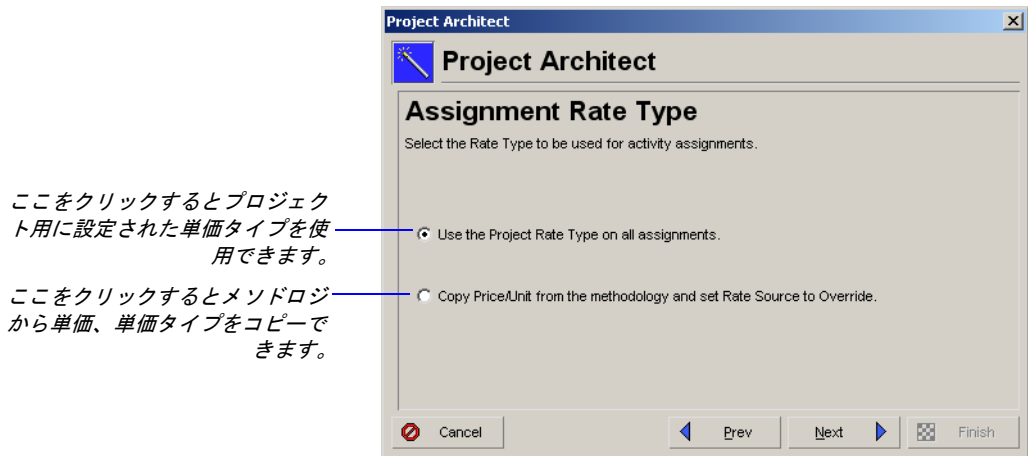 Project Architect
Project Architect
Assignment Rate Type
Select the Rate Type to be used for activity assignments.
ここをクリックするとプロジェク
ト用に設定された単価タイプを使
用できます。
Use the Project Rate Type on all assignments.
ここをクリックするとメソドロジ
から単価、単価タイプをコピーで
きます。
Copy Price/Unit from the methodology and set Rate Source to Override.
Cancel
Prev
Next
Finish